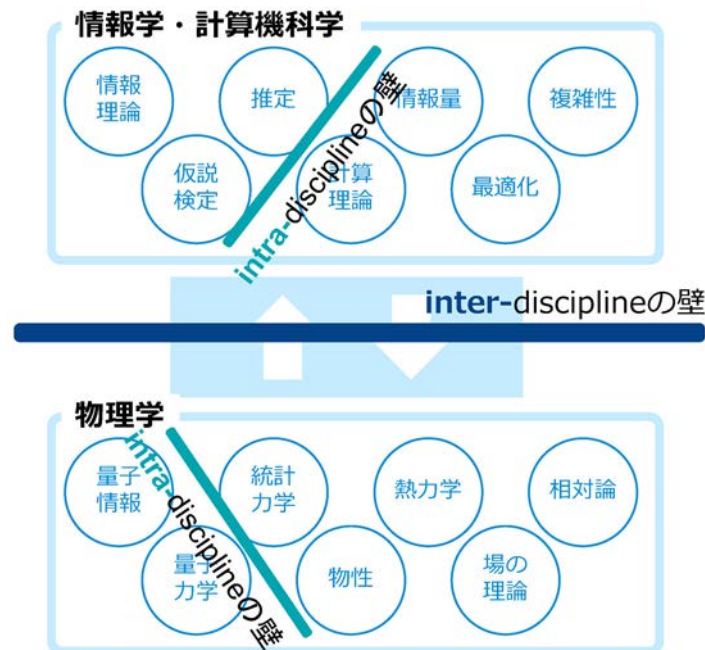 情報学・計算機科学
情報
理論
推定
情報量
複雑性
仮説
検定
計算
理論
最適化
intra-disciplineの壁
inter-disciplineの壁
物理学
量子
情報
統計
力学
熱力学
相対論
量子
力学
物性
場の
理論
intra-disciplineの壁